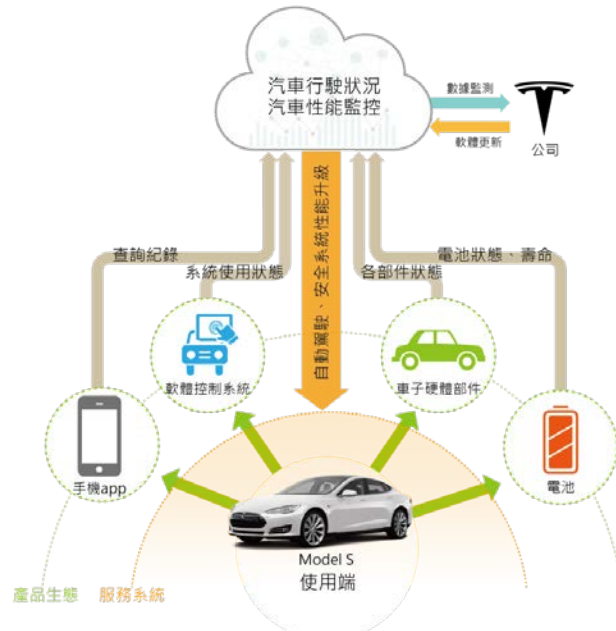 汽車行駛狀況
汽車性能監控
數據監測
軟體更新
公司
自動駕駛、安全系統性能升級
查詢紀錄
系統使用狀態
各部件狀態
電池狀態、壽命
軟體控制系統
車子硬體部件
手機app
電池
Model S
使用端
產品生態
服務系統